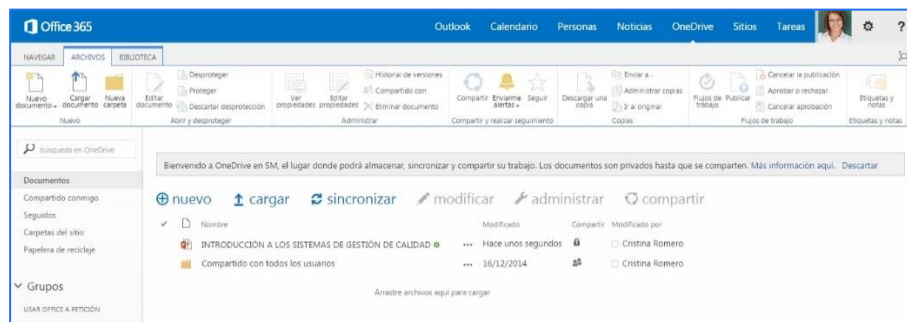 Office 365
Outlook Calendario Personas Noticias OneDrive Sitios Tareas ?
NAVEGAR ARCHIVOS BIBLIOTECA
Nuevo documento
Cargar documento
Nueva carpeta
Nuevo
Editar documento
Desproteger
Proteger
Descartar desprotección
Abrir y desproteger
Ver propiedades
Editar propiedades
Historial de versiones
Compartido con
Eliminar documento
Administrar
Compartir
Enviarme alertas
Seguir
Compartir y realizar seguimiento
Descargar una copia
Enviar a
Administrar copias
Ir al original
Copias
Flujos de trabajo
Publicar
Cancelar la publicación
Aprobar o rechazar
Cancelar aprobación
Flujos de trabajo
Etiquetas y notas
Etiquetas y notas
búsqueda en OneDrive
Documentos
Compartido conmigo
Seguidos
Carpetas del sitio
Papelera de reciclaje
Grupos
USAR OFFICE A PETICIÓN
Bienvenido a OneDrive en SM, el lugar donde podrá almacenar, sincronizar y compartir su trabajo. Los documentos son privados hasta que se comparten. Más información aquí. Descartar
nuevo cargar sincronizar modificar administrar compartir
Nombre Modificado Compartir Modificado por
INTRODUCCIÓN A LOS SISTEMAS DE GESTIÓN DE CALIDAD ... Hace unos segundos Cristina Romero
Compartido con todos los usuarios ... 16/12/2014 Cristina Romero
Arrastre archivos aquí para cargar